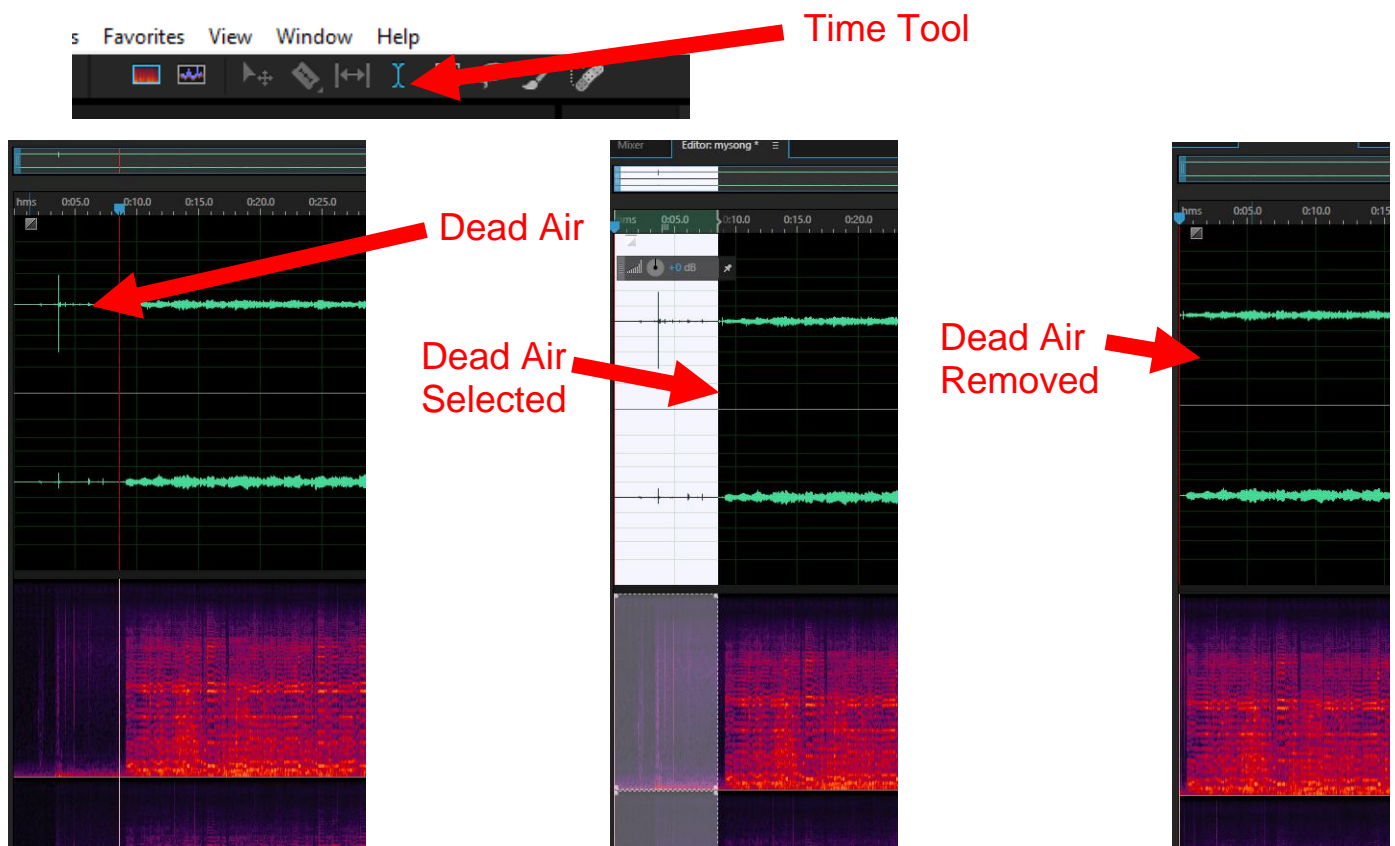 Time Tool
s Favorites View Window Help
Mixer Editor: mysong * ≡
hms 0:05.0 0:10.0 0:15.0 0:20.0 0:25.0
hms 0:05.0 0:10.0 0:15.0 0:20.0
hms 0:05.0 0:10.0 0:15
Dead Air
+0 dB
Dead Air
Selected
Dead Air
Removed